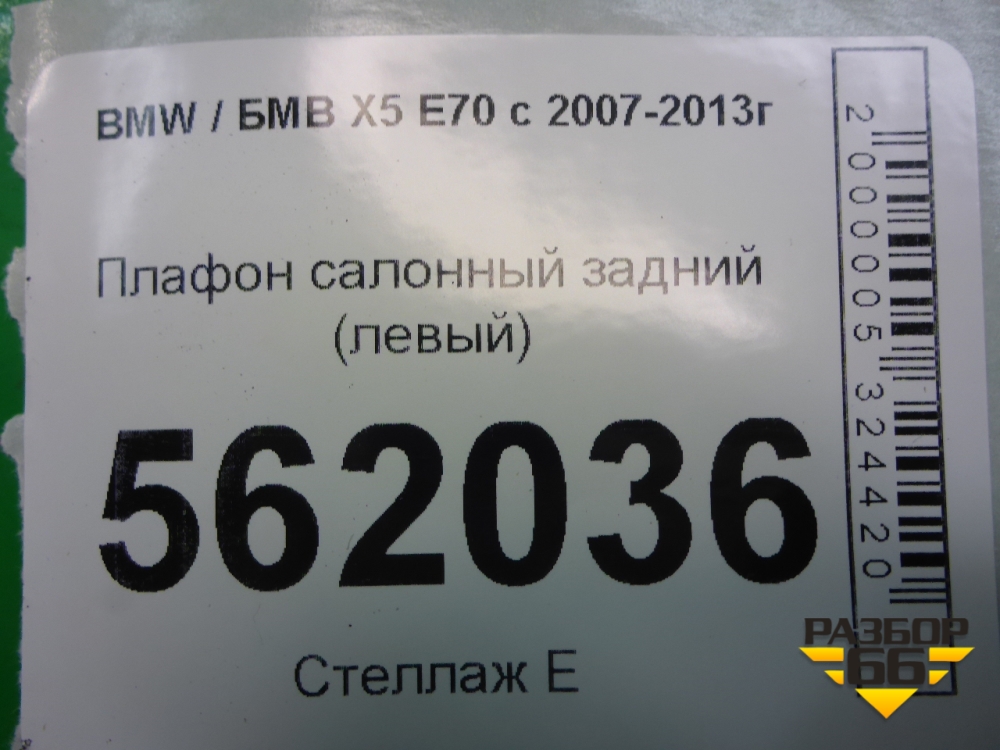 BMW / БМВ X5 E70 с 2007-2013г
Плафон салонный задний
(левый)
562036
Стеллаж Е
2000005324420
РАЗБОР
66